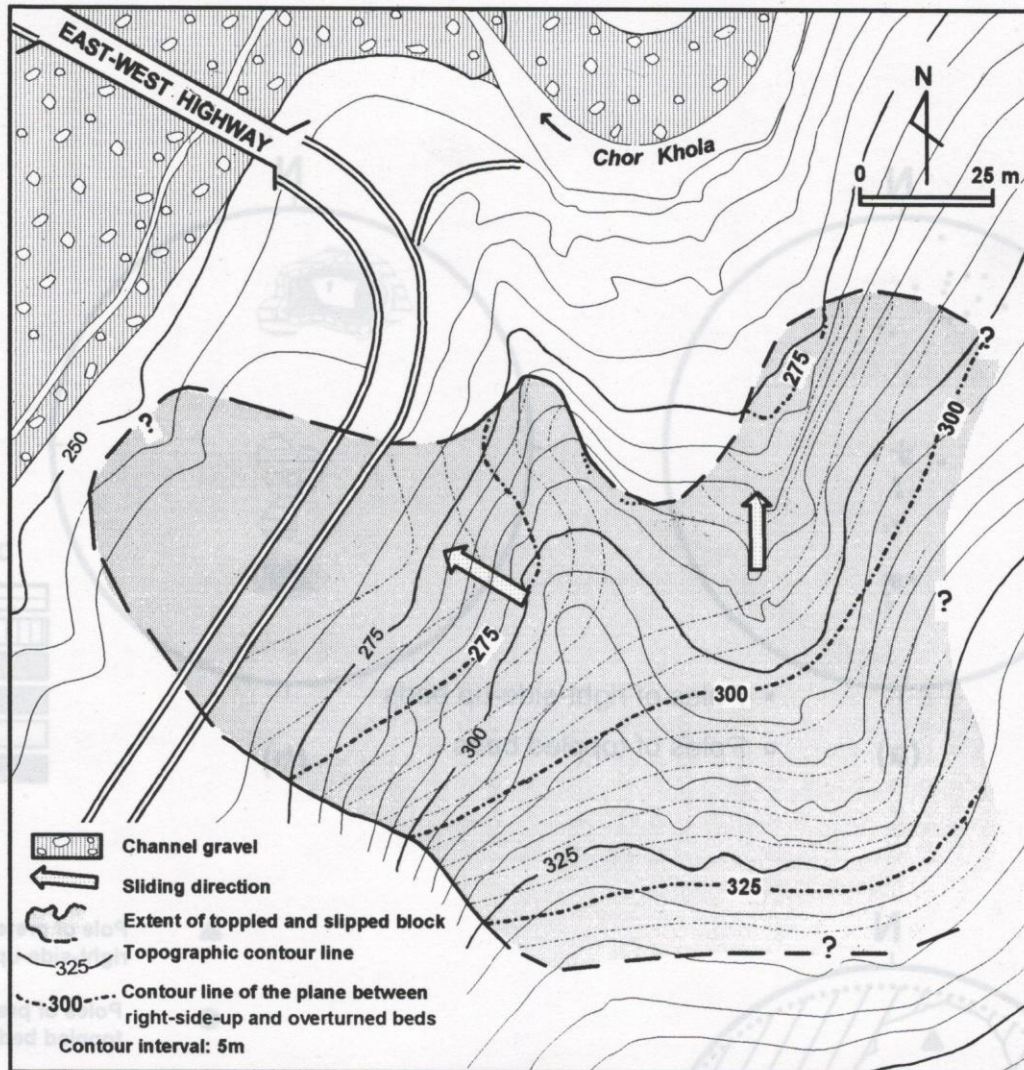 EAST-WEST HIGHWAY
Chor Khola
N
0 25 m
?
250
275
300
?
275
275
300
300
?
325
325
?
Channel gravel
Sliding direction
Extent of toppled and slipped block
325
Topographic contour line
300
Contour line of the plane between
right-side-up and overturned beds
Contour interval: 5m